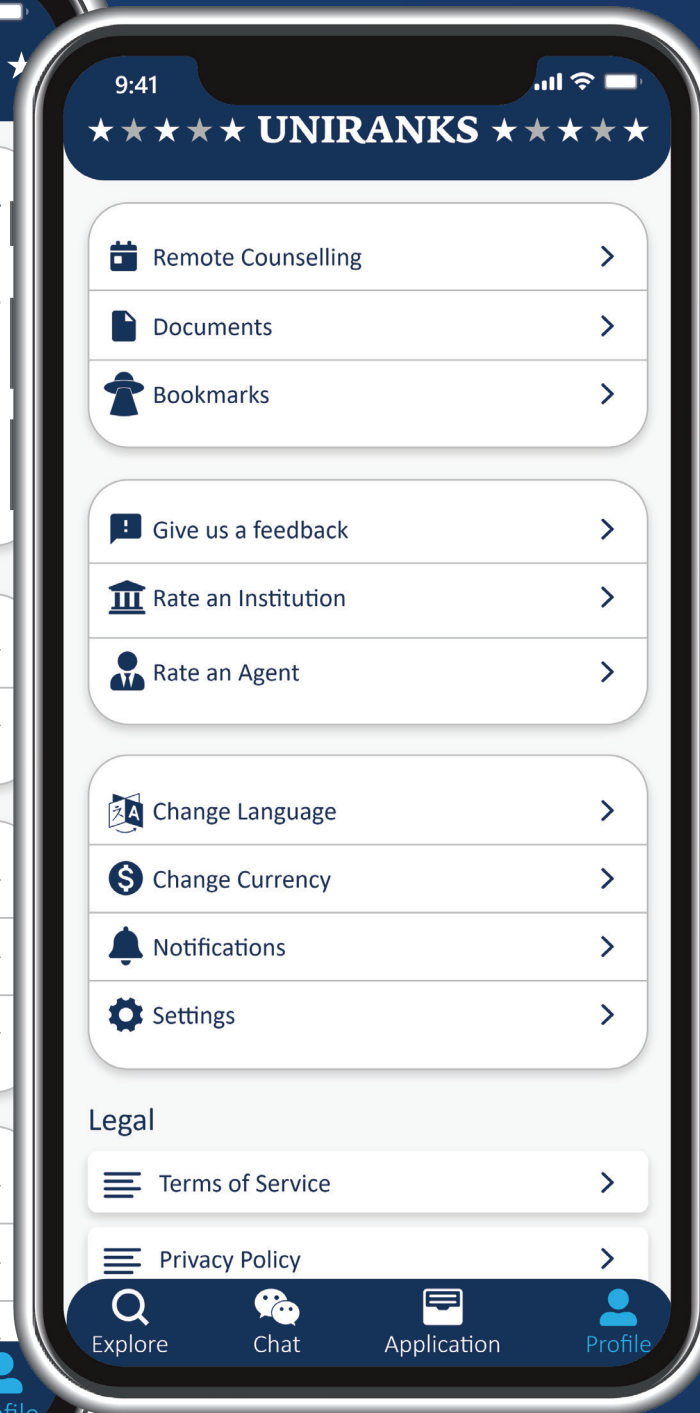 9:41
UNIRANKS
Remote Counselling
Documents
Bookmarks
Give us a feedback
Rate an Institution
Rate an Agent
Change Language
Change Currency
Notifications
Settings
Legal
Terms of Service
Privacy Policy
Explore Chat Application Profile